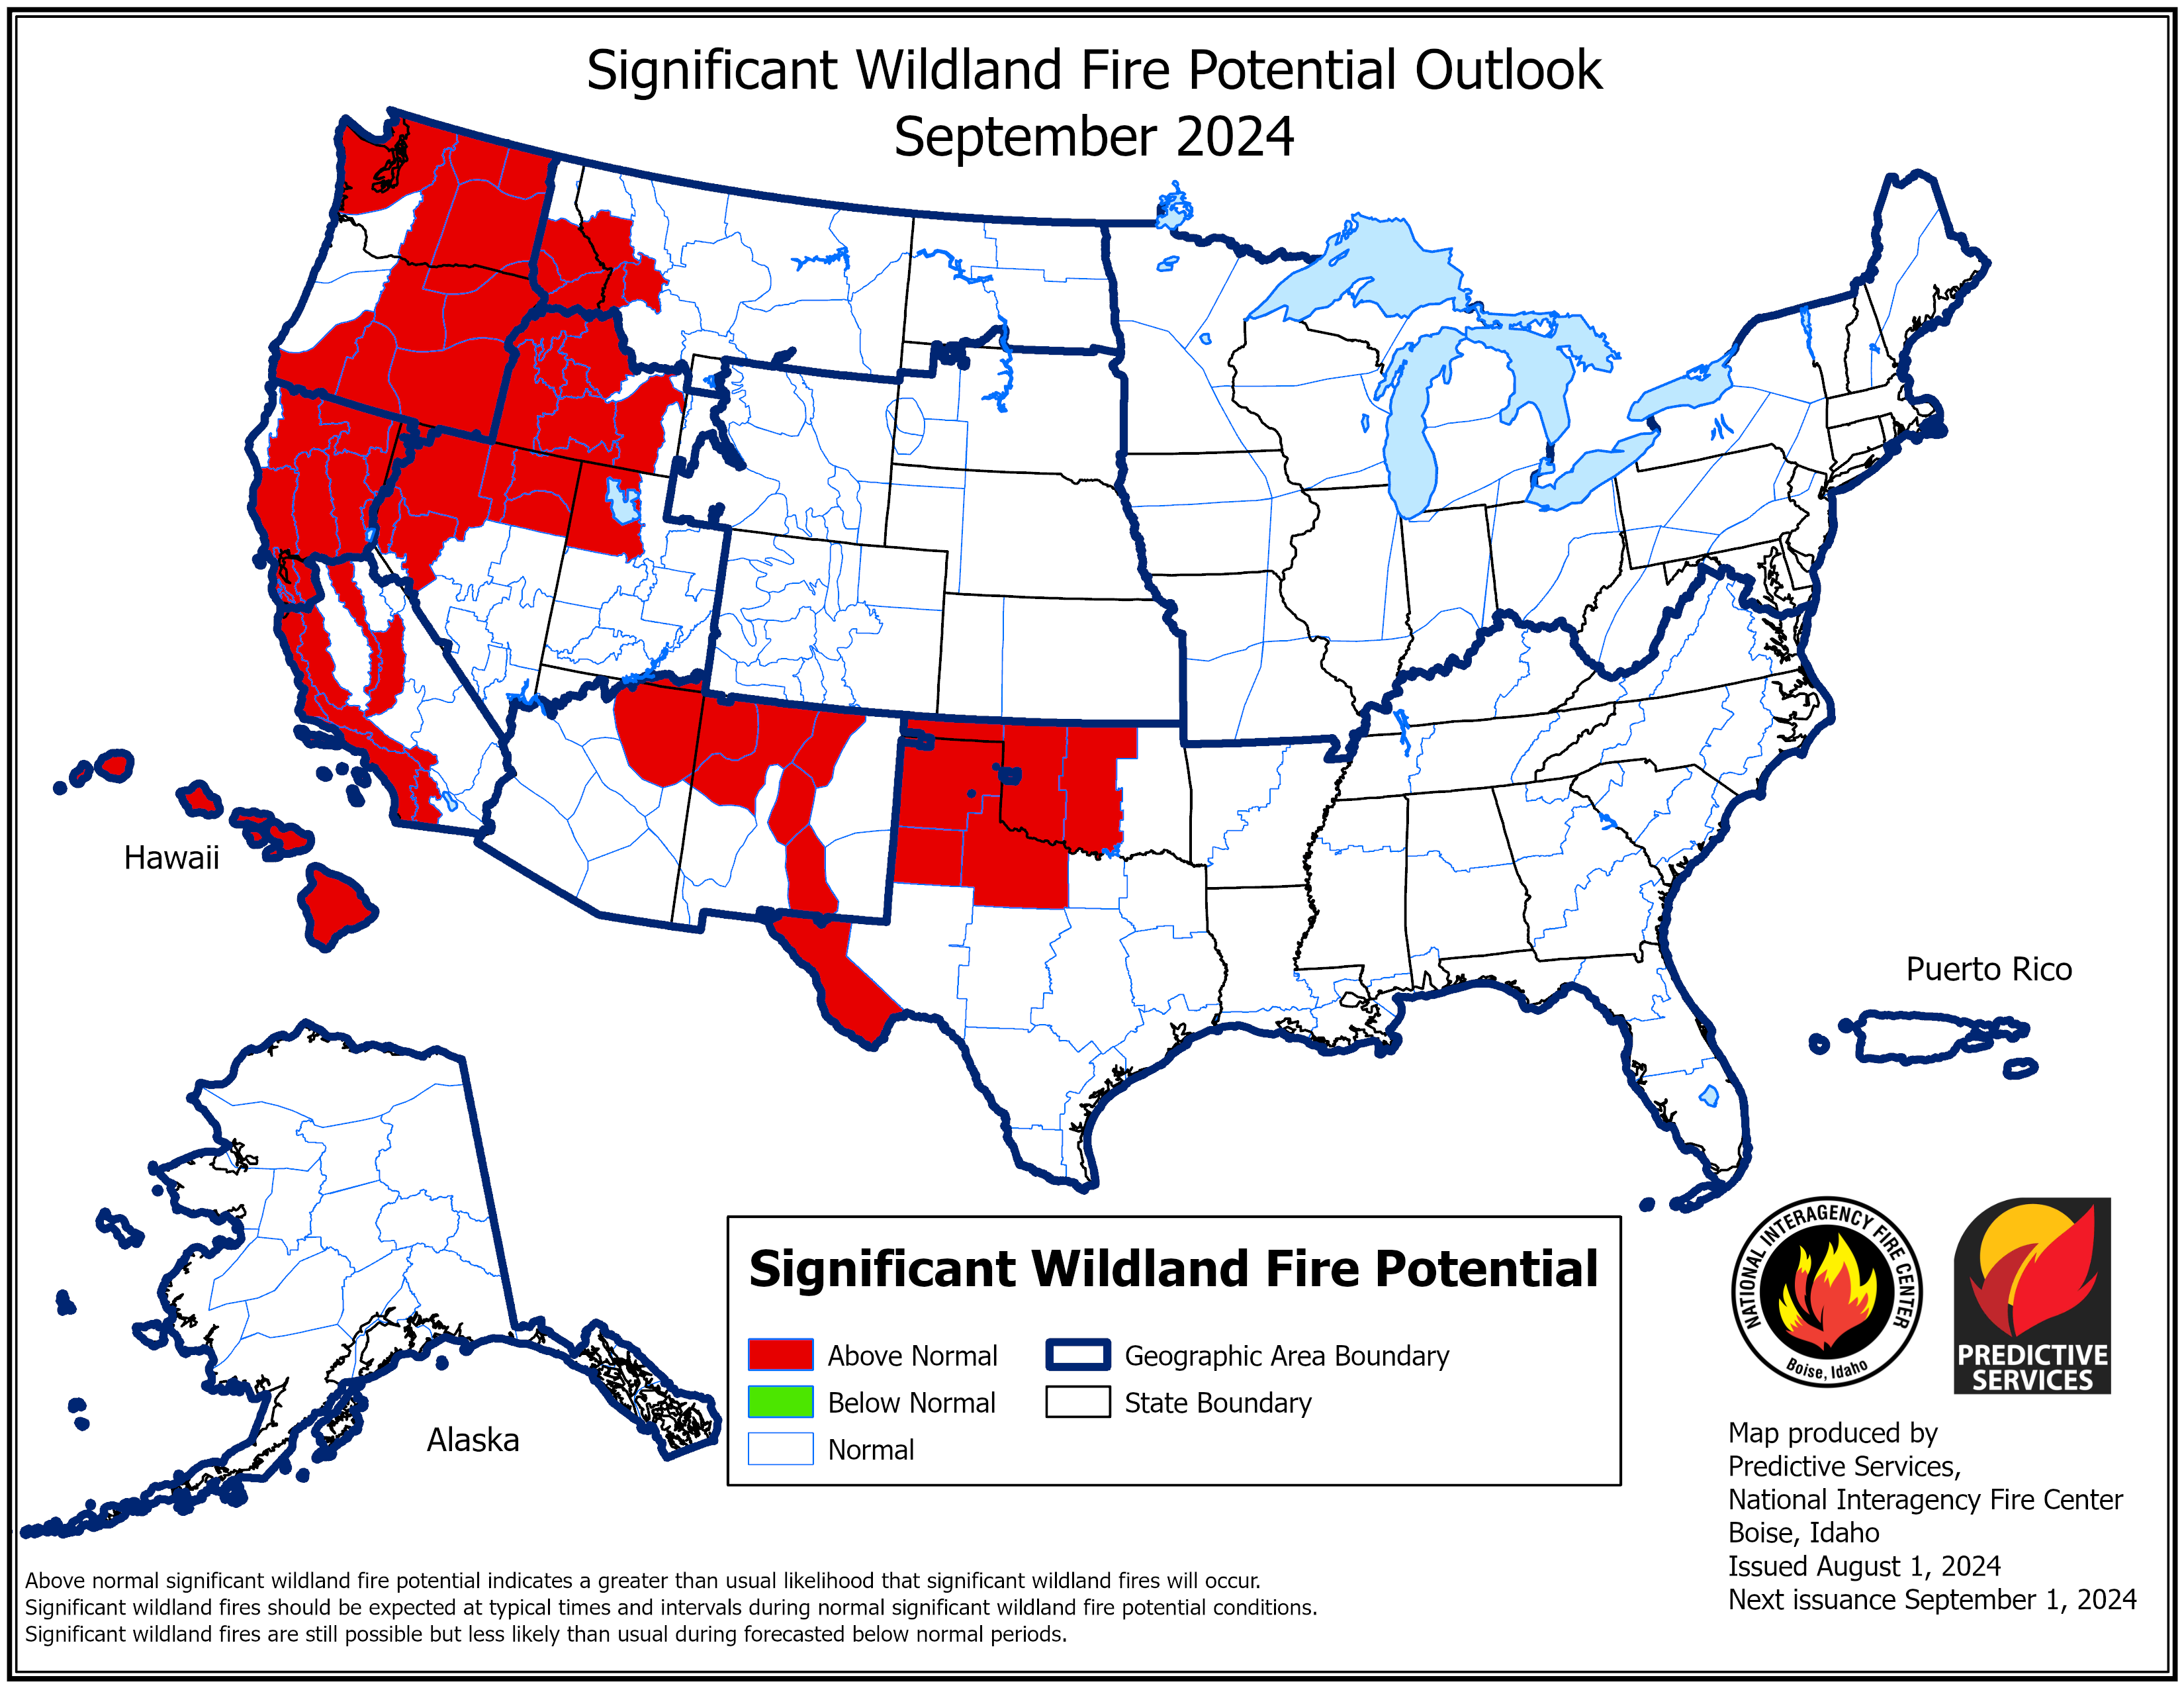 Significant Wildland Fire Potential Outlook
September 2024
Hawaii
Puerto Rico
Alaska
Significant Wildland Fire Potential
Above Normal
Below Normal
Normal
Geographic Area Boundary
State Boundary
NATIONAL INTERAGENCY FIRE CENTER
Boise, Idaho
PREDICTIVE
SERVICES
Map produced by
Predictive Services,
National Interagency Fire Center
Boise, Idaho
Issued August 1, 2024
Next issuance September 1, 2024
Above normal significant wildland fire potential indicates a greater than usual likelihood that significant wildland fires will occur.
Significant wildland fires should be expected at typical times and intervals during normal significant wildland fire potential conditions.
Significant wildland fires are still possible but less likely than usual during forecasted below normal periods.